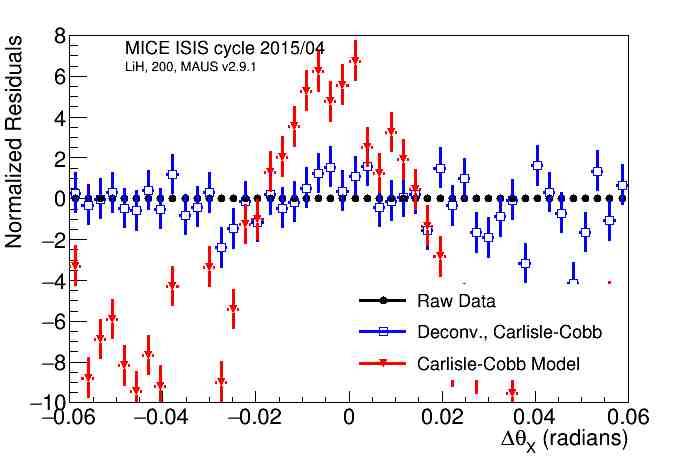 MICE ISIS cycle 2015/04
LiH, 200, MAUS v2.9.1
Normalized Residuals
8
6
4
2
0
−2
−4
−6
−8
−10
Raw Data
Deconv., Carlisle-Cobb
Carlisle-Cobb Model
−0.06 −0.04 −0.02 0 0.02 0.04 0.06
ΔθX (radians)